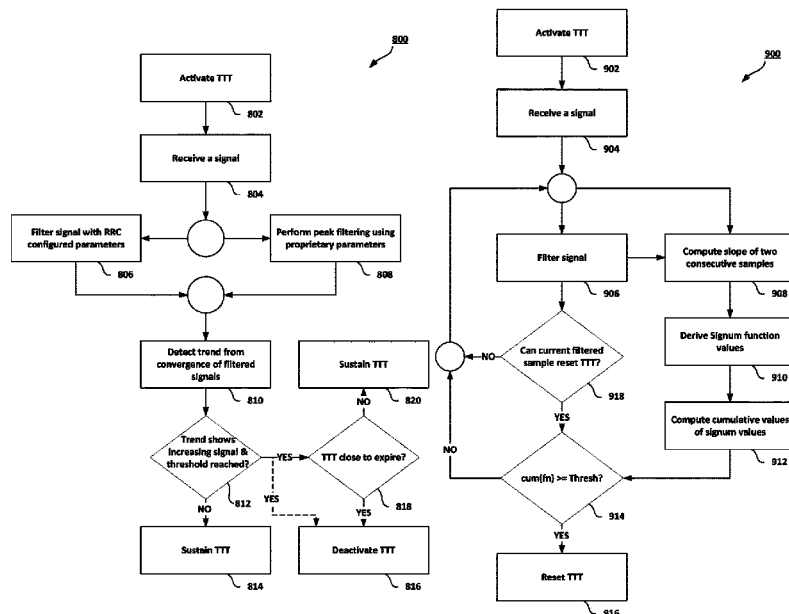 800
Activate TTT
802
Receive a signal
804
Filter signal with RRC
configured parameters
806
Perform peak filtering using
proprietary parameters
808
Detect trend from
convergence of filtered
signals
810
Trend shows
increasing signal &
threshold reached?
812
YES
YES
NO
Sustain TTT
814
Sustain TTT
820
NO
TTT close to expire?
818
YES
Deactivate TTT
816
900
Activate TTT
902
Receive a signal
904
Filter signal
906
Compute slope of two
consecutive samples
908
Derive Signum function
values
910
Compute cumulative values
of signum values
912
Can current filtered
sample reset TTT?
918
NO
YES
NO
cum(fn) >= Thresh?
914
YES
Reset TTT
916